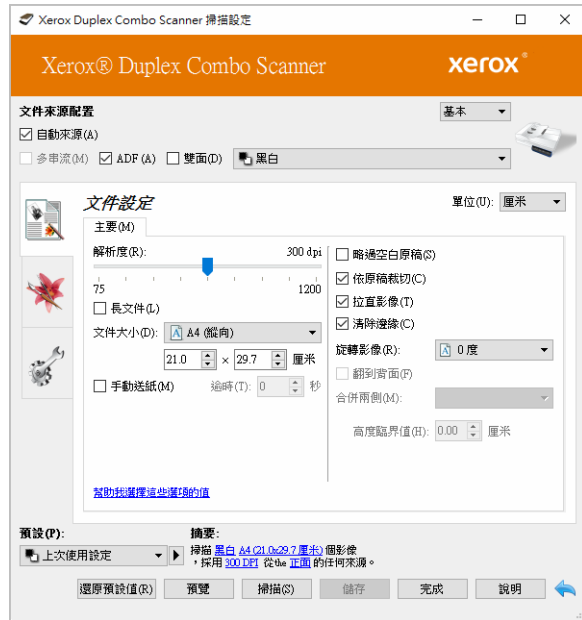 Xerox Duplex Combo Scanner 掃描設定
Xerox® Duplex Combo Scanner
xerox®
文件來源配置
基本
自動來源(A)
多串流(M) ADF (A) 雙面(D) 黑白
文件設定
單位(U): 厘米
主要(M)
解析度(R): 300 dpi
75 1200
長文件(L)
文件大小(D): A4 (縱向)
21.0 × 29.7 厘米
手動送紙(M) 逾時(T): 0 秒
略過空白原稿(S)
依原稿裁切(C)
拉直影像(T)
清除邊緣(C)
旋轉影像(R): 0 度
翻到背面(F)
合併兩側(M):
高度臨界值(H): 0.00 厘米
幫助我選擇這些選項的值
預設(P):
上次使用設定
摘要:
掃描 黑白 A4 (21.0x29.7 厘米) 個影像
，採用 300 DPI 從the 正面 的任何來源。
還原預設值(R) 預覽 掃描(S) 儲存 完成 說明